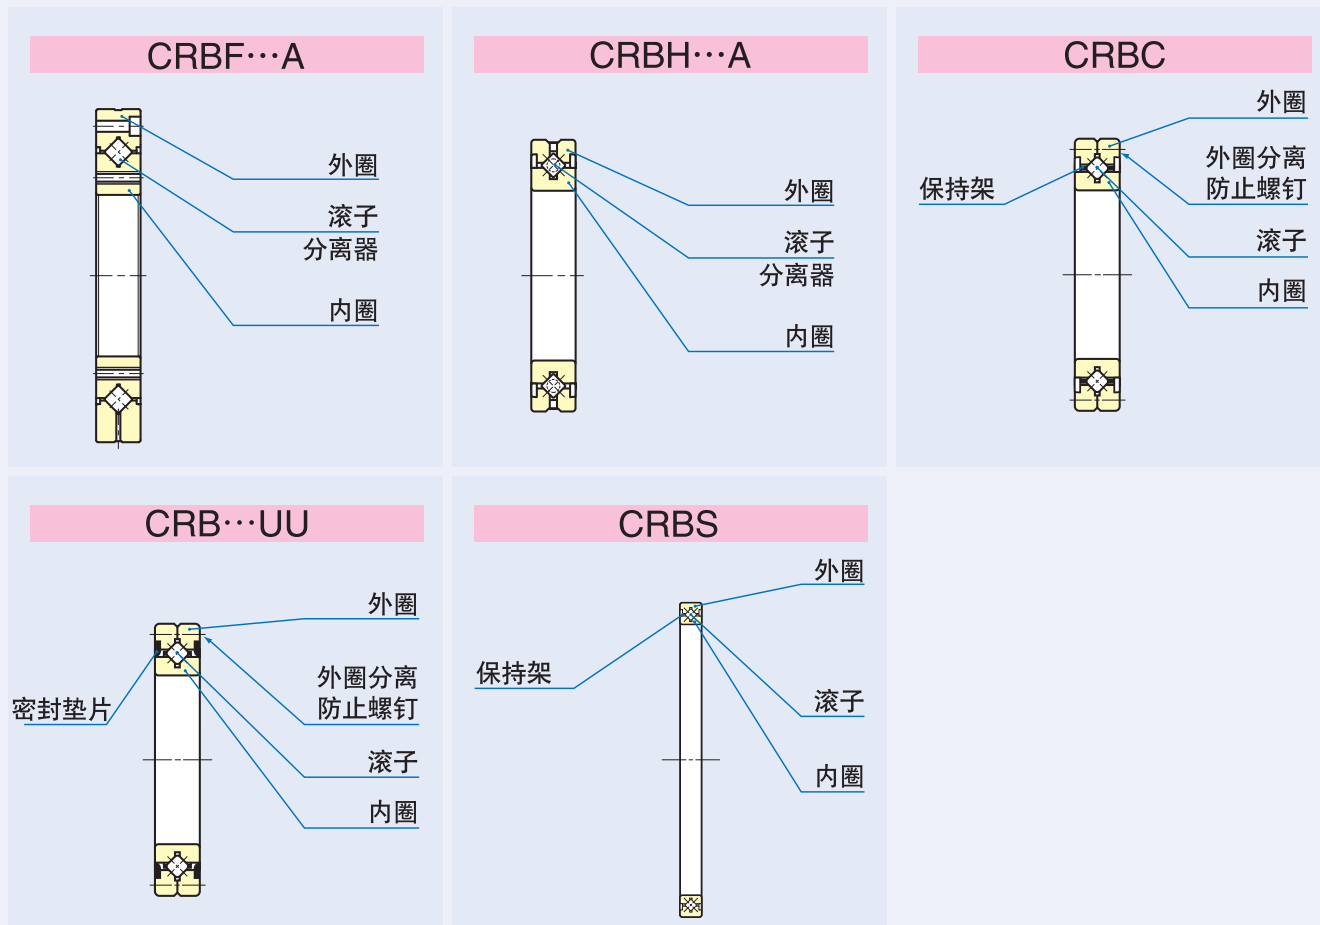 CRBF···A
外圈
滚子
分离器
内圈
CRBH···A
外圈
滚子
分离器
内圈
CRBC
外圈
外圈分离
防止螺钉
保持架
滚子
内圈
CRB···UU
外圈
外圈分离
防止螺钉
密封垫片
滚子
内圈
CRBS
外圈
保持架
滚子
内圈